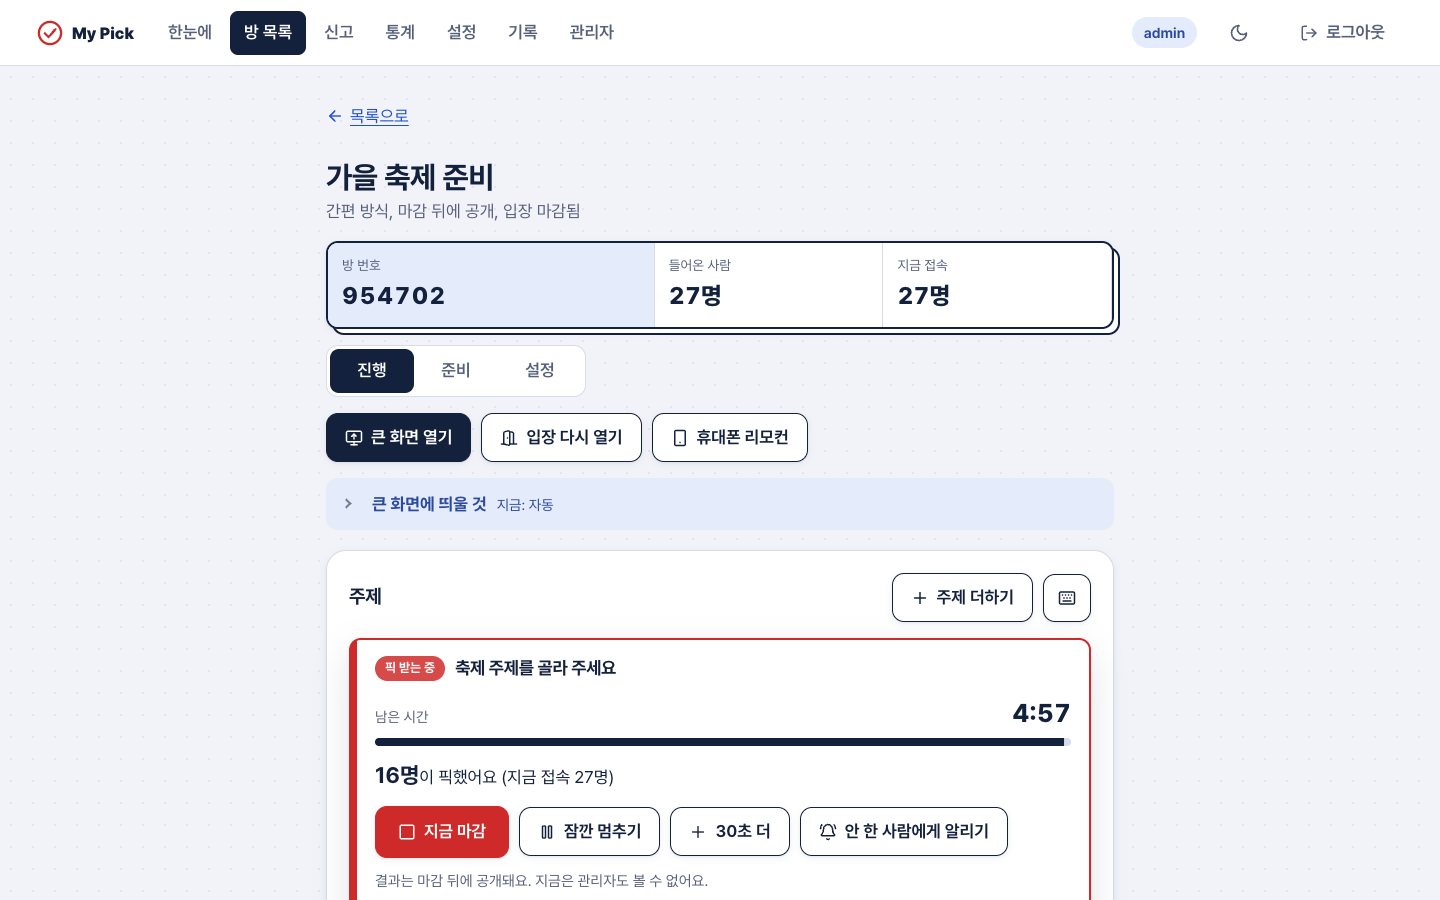 My Pick 한눈에 방 목록 신고 통계 설정 기록 관리자 admin 로그아웃
목록으로
가을 축제 준비
간편 방식, 마감 뒤에 공개, 입장 마감됨
방 번호 들어온 사람 지금 접속
954702 27명 27명
진행 준비 설정
큰 화면 열기 입장 다시 열기 휴대폰 리모컨
큰 화면에 띄울 것 지금: 자동
주제 주제 더하기
픽 받는 중 축제 주제를 골라 주세요
남은 시간 4:57
16명이 픽했어요 (지금 접속 27명)
지금 마감 잠깐 멈추기 30초 더 안 한 사람에게 알리기
결과는 마감 뒤에 공개돼요. 지금은 관리자도 볼 수 없어요.